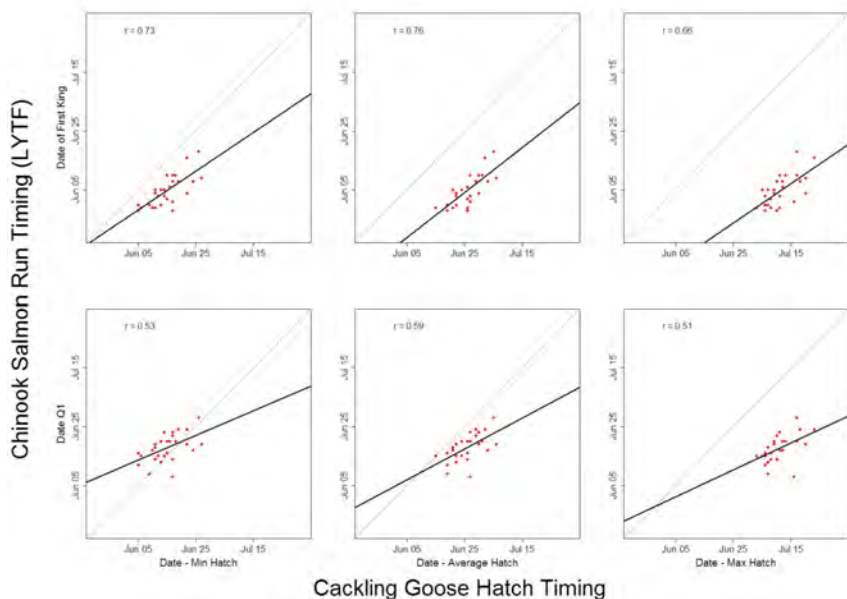 Chinook Salmon Run Timing (LYTF)
Date of First King
Jul 15
Jun 25
Jun 05
r = 0.73
Jun 05 Jun 25 Jul 15
r = 0.76
Jul 15
Jun 25
Jun 05
Jun 05 Jun 25 Jul 15
r = 0.66
Jul 15
Jun 25
Jun 05
Jun 05 Jun 25 Jul 15
Date Q1
Jul 15
Jun 25
Jun 05
r = 0.53
Jun 05 Jun 25 Jul 15
Date - Min Hatch
r = 0.59
Jul 15
Jun 25
Jun 05
Jun 05 Jun 25 Jul 15
Date - Average Hatch
r = 0.51
Jul 15
Jun 25
Jun 05
Jun 05 Jun 25 Jul 15
Date - Max Hatch
Cackling Goose Hatch Timing